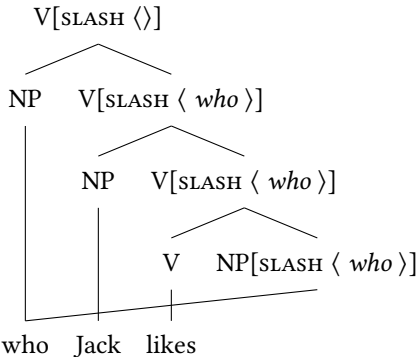 V[SLASH ⟨⟩]
NP V[SLASH ⟨ who ⟩]
NP V[SLASH ⟨ who ⟩]
V NP[SLASH ⟨ who ⟩]
who Jack likes